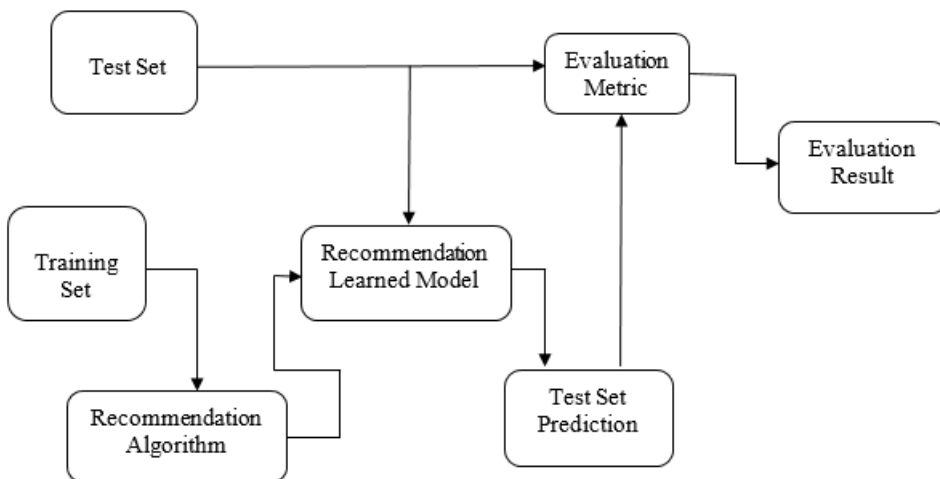 Test Set
Evaluation
Metric
Evaluation
Result
Training
Set
Recommendation
Learned Model
Recommendation
Algorithm
Test Set
Prediction